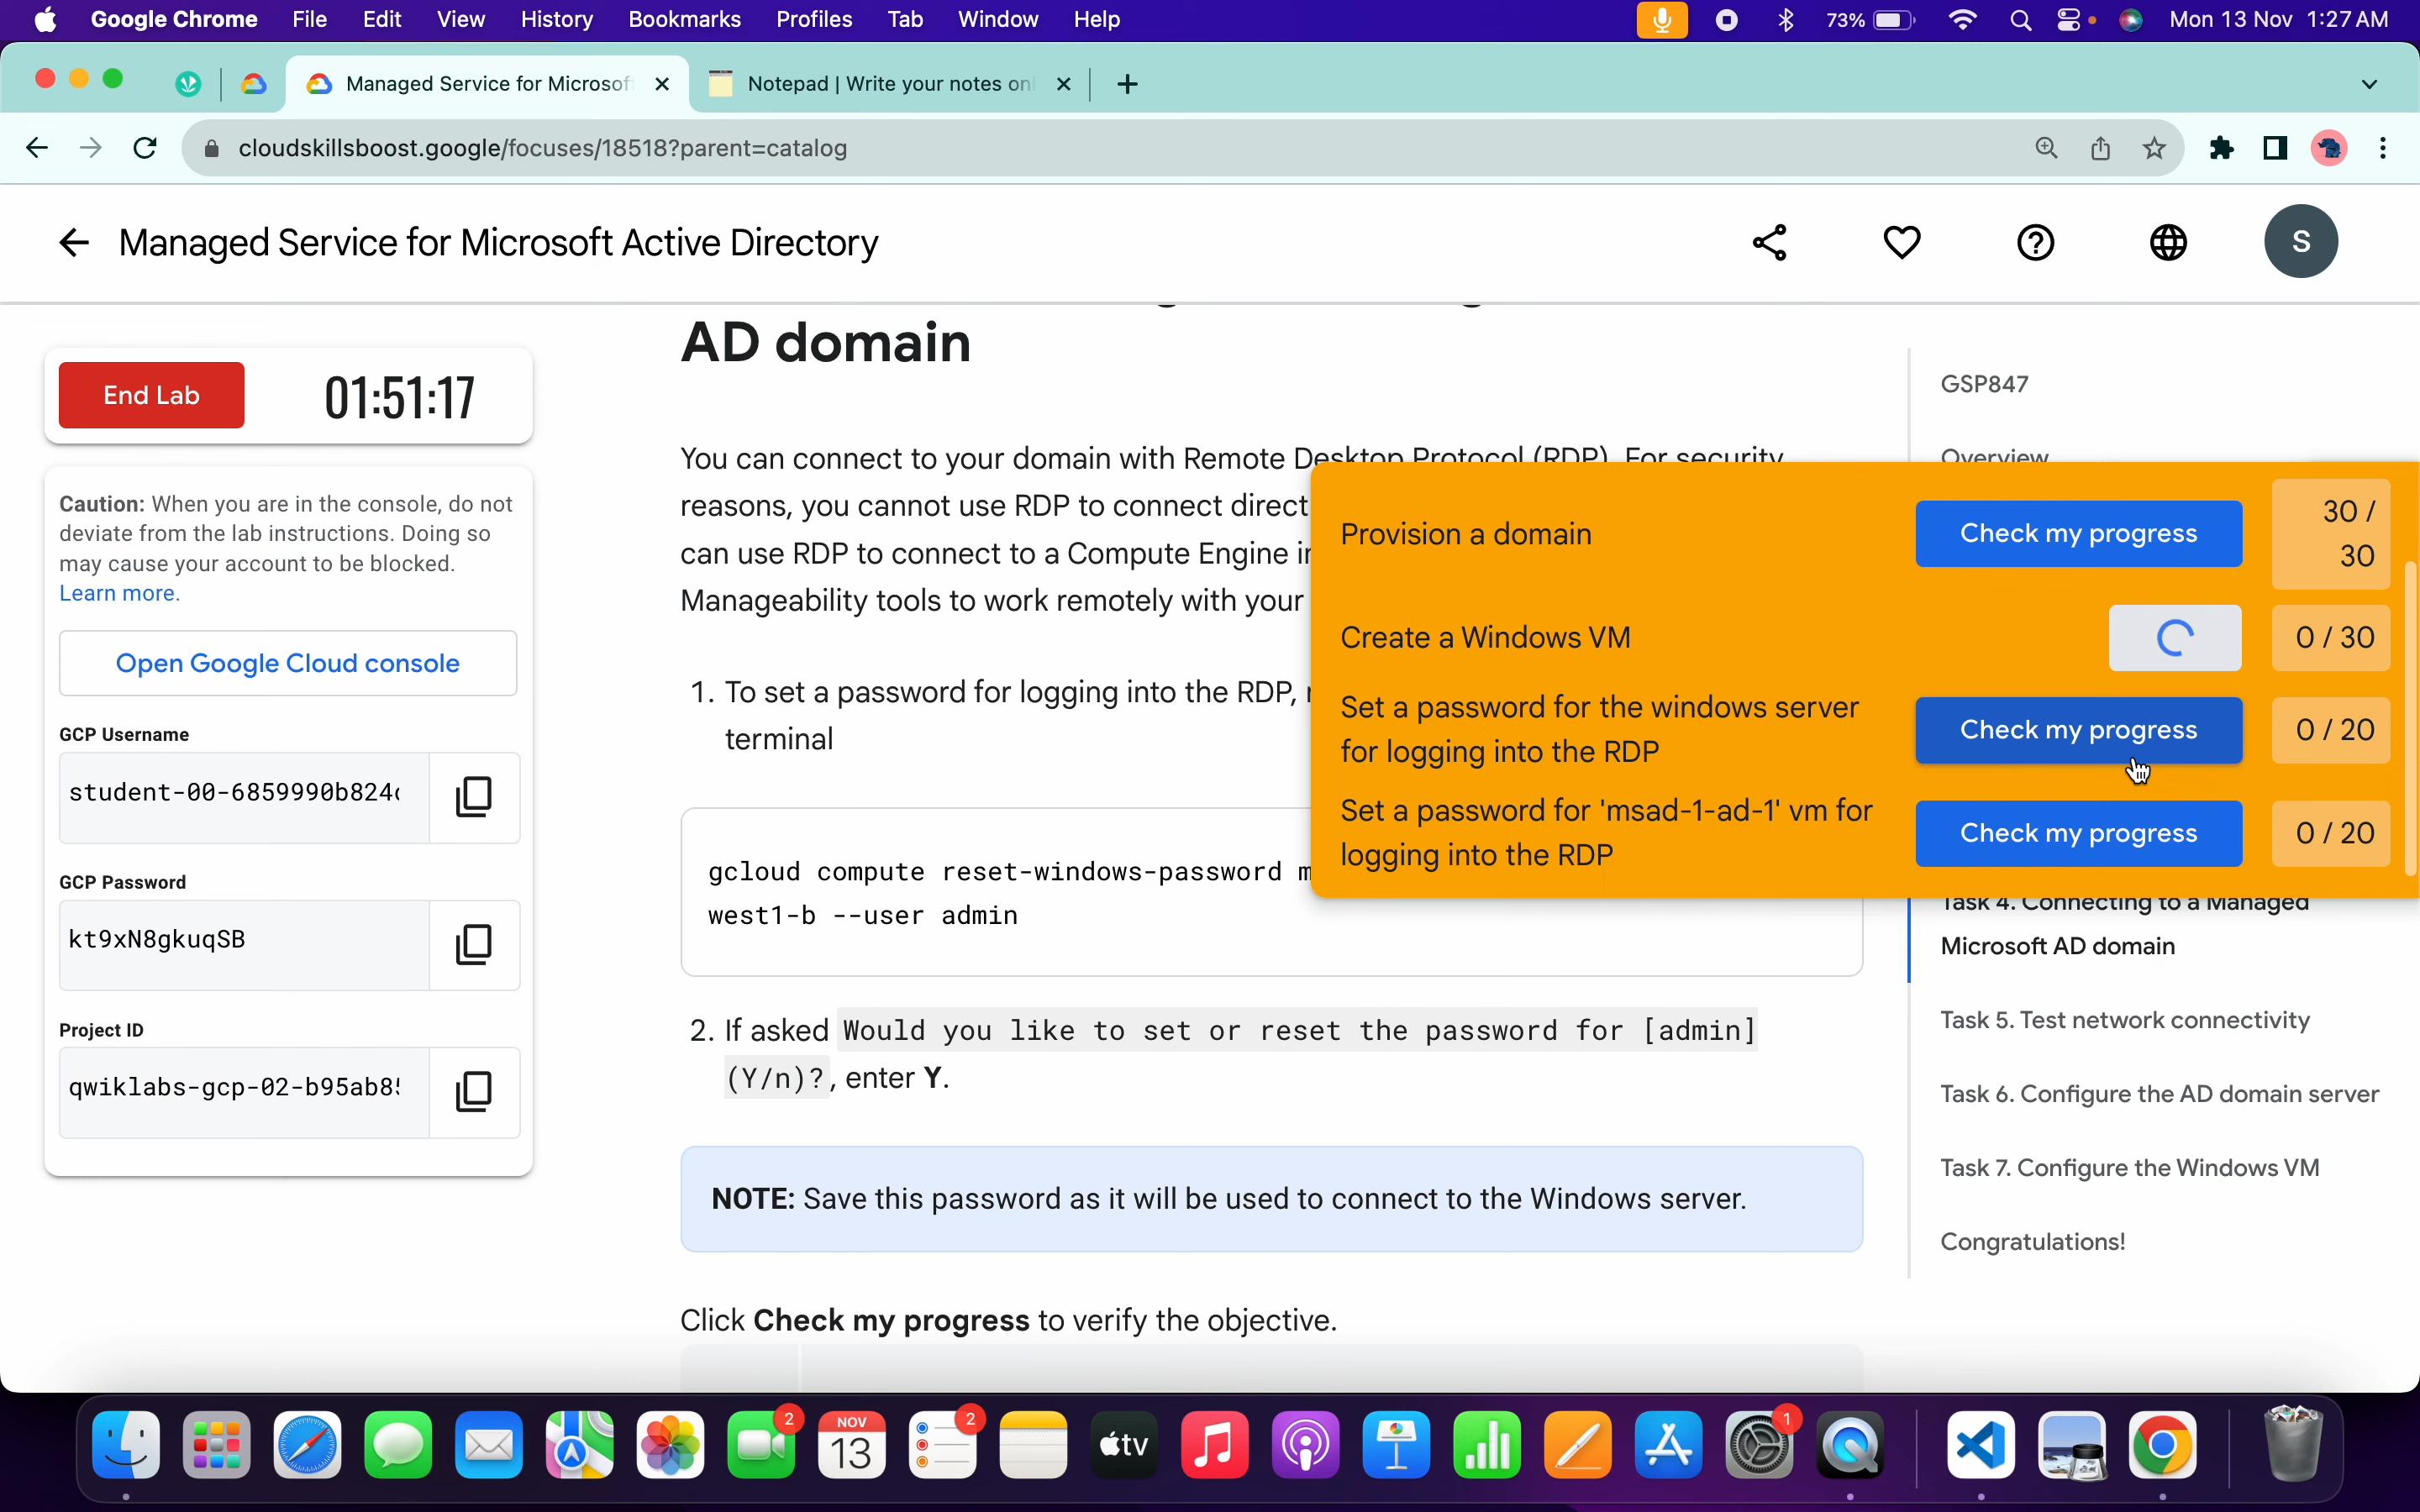 Google Chrome File Edit View History Bookmarks Profiles Tab Window Help 73% Mon 13 Nov 1:27 AM
Managed Service for Microsof
Notepad | Write your notes on
cloudskillsboost.google/focuses/18518?parent=catalog
Managed Service for Microsoft Active Directory
S
End Lab
01:51:17
Caution: When you are in the console, do not
deviate from the lab instructions. Doing so
may cause your account to be blocked.
Learn more.
Open Google Cloud console
GCP Username
student-00-6859990b824
GCP Password
kt9xN8gkuqSB
Project ID
qwiklabs-gcp-02-b95ab8
AD domain
You can connect to your domain with Remote Desktop Protocol (RDP). For security
reasons, you cannot use RDP to connect direct
can use RDP to connect to a Compute Engine
Manageability tools to work remotely with your
1. To set a password for logging into the RDP,
terminal
gcloud compute reset-windows-password
west1-b --user admin
2. If asked Would you like to set or reset the password for [admin]
(Y/n)?, enter Y.
NOTE: Save this password as it will be used to connect to the Windows server.
Click Check my progress to verify the objective.
GSP847
Overview
Provision a domain
Check my progress
30 /
30
Create a Windows VM
0 / 30
Set a password for the windows server
for logging into the RDP
Check my progress
0 / 20
Set a password for 'msad-1-ad-1' vm for
logging into the RDP
Check my progress
0 / 20
Task 4. Connecting to a Managed
Microsoft AD domain
Task 5. Test network connectivity
Task 6. Configure the AD domain server
Task 7. Configure the Windows VM
Congratulations!
2
NOV
13
2
tv
1